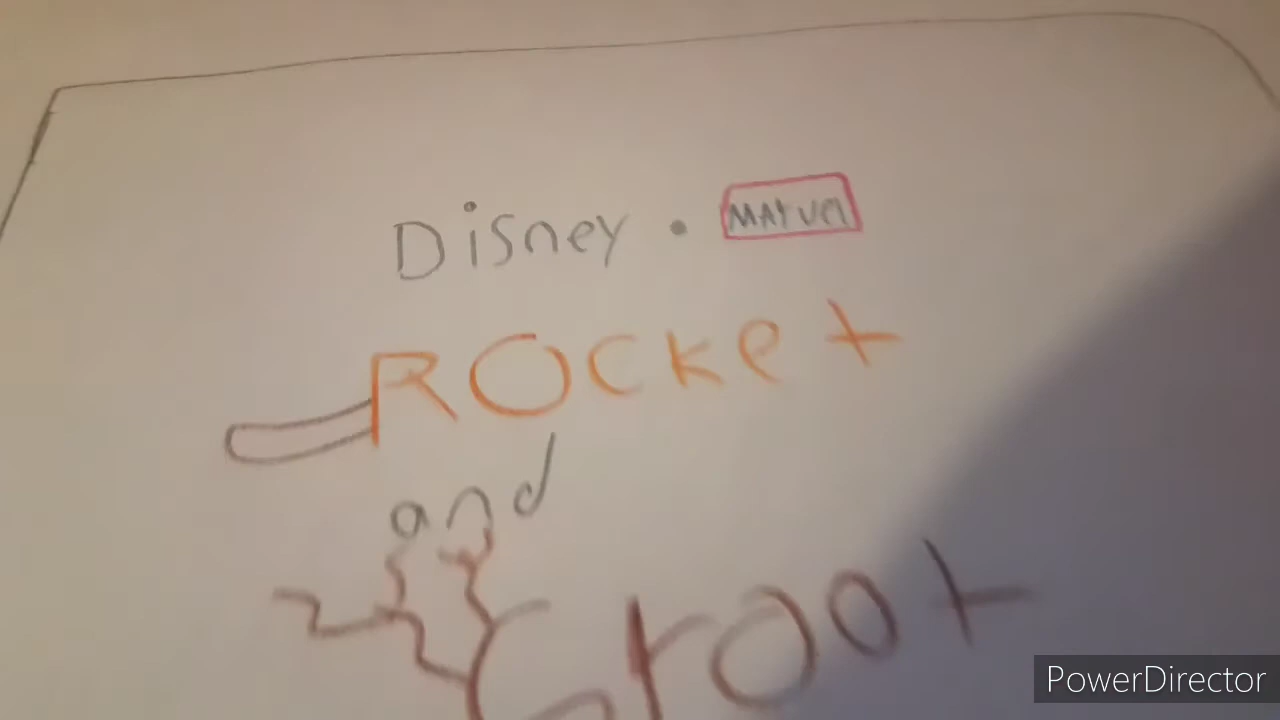 Disney • MArvel
ROcket
and
Groot
PowerDirector